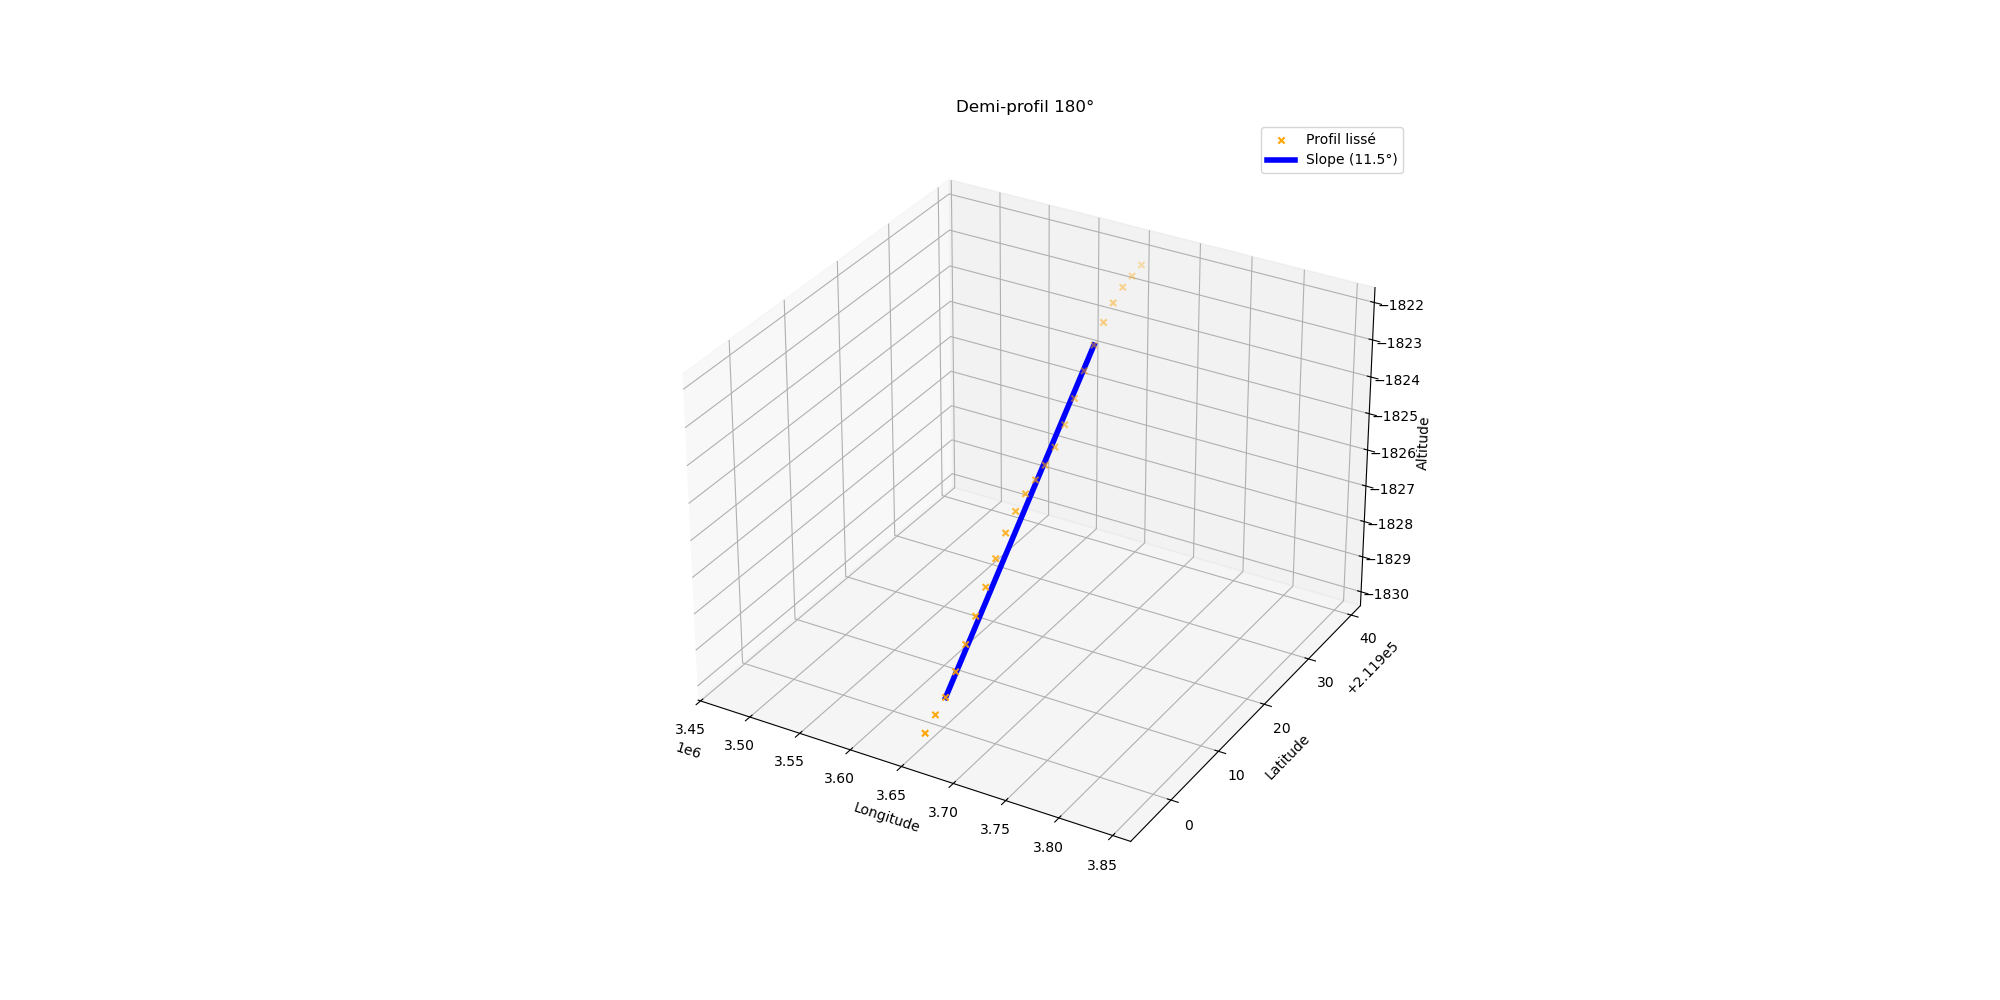 Demi-profil 180°
Profil lissé
Slope (11.5°)
−1822
−1823
−1824
−1825
−1826
−1827
−1828
−1829
−1830
Altitude
40
30
20
10
0
+2.119e5
Latitude
3.45
3.50
3.55
3.60
3.65
3.70
3.75
3.80
3.85
1e6
Longitude